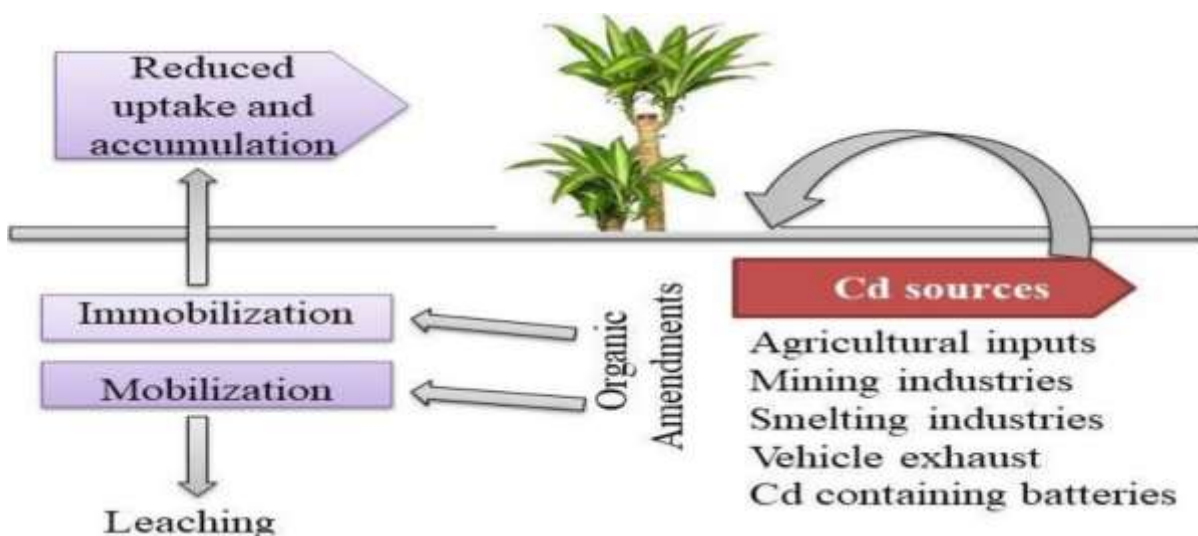 Reduced
uptake and
accumulation
Immobilization
Mobilization
Leaching
Organic
Amendments
Cd sources
Agricultural inputs
Mining industries
Smelting industries
Vehicle exhaust
Cd containing batteries